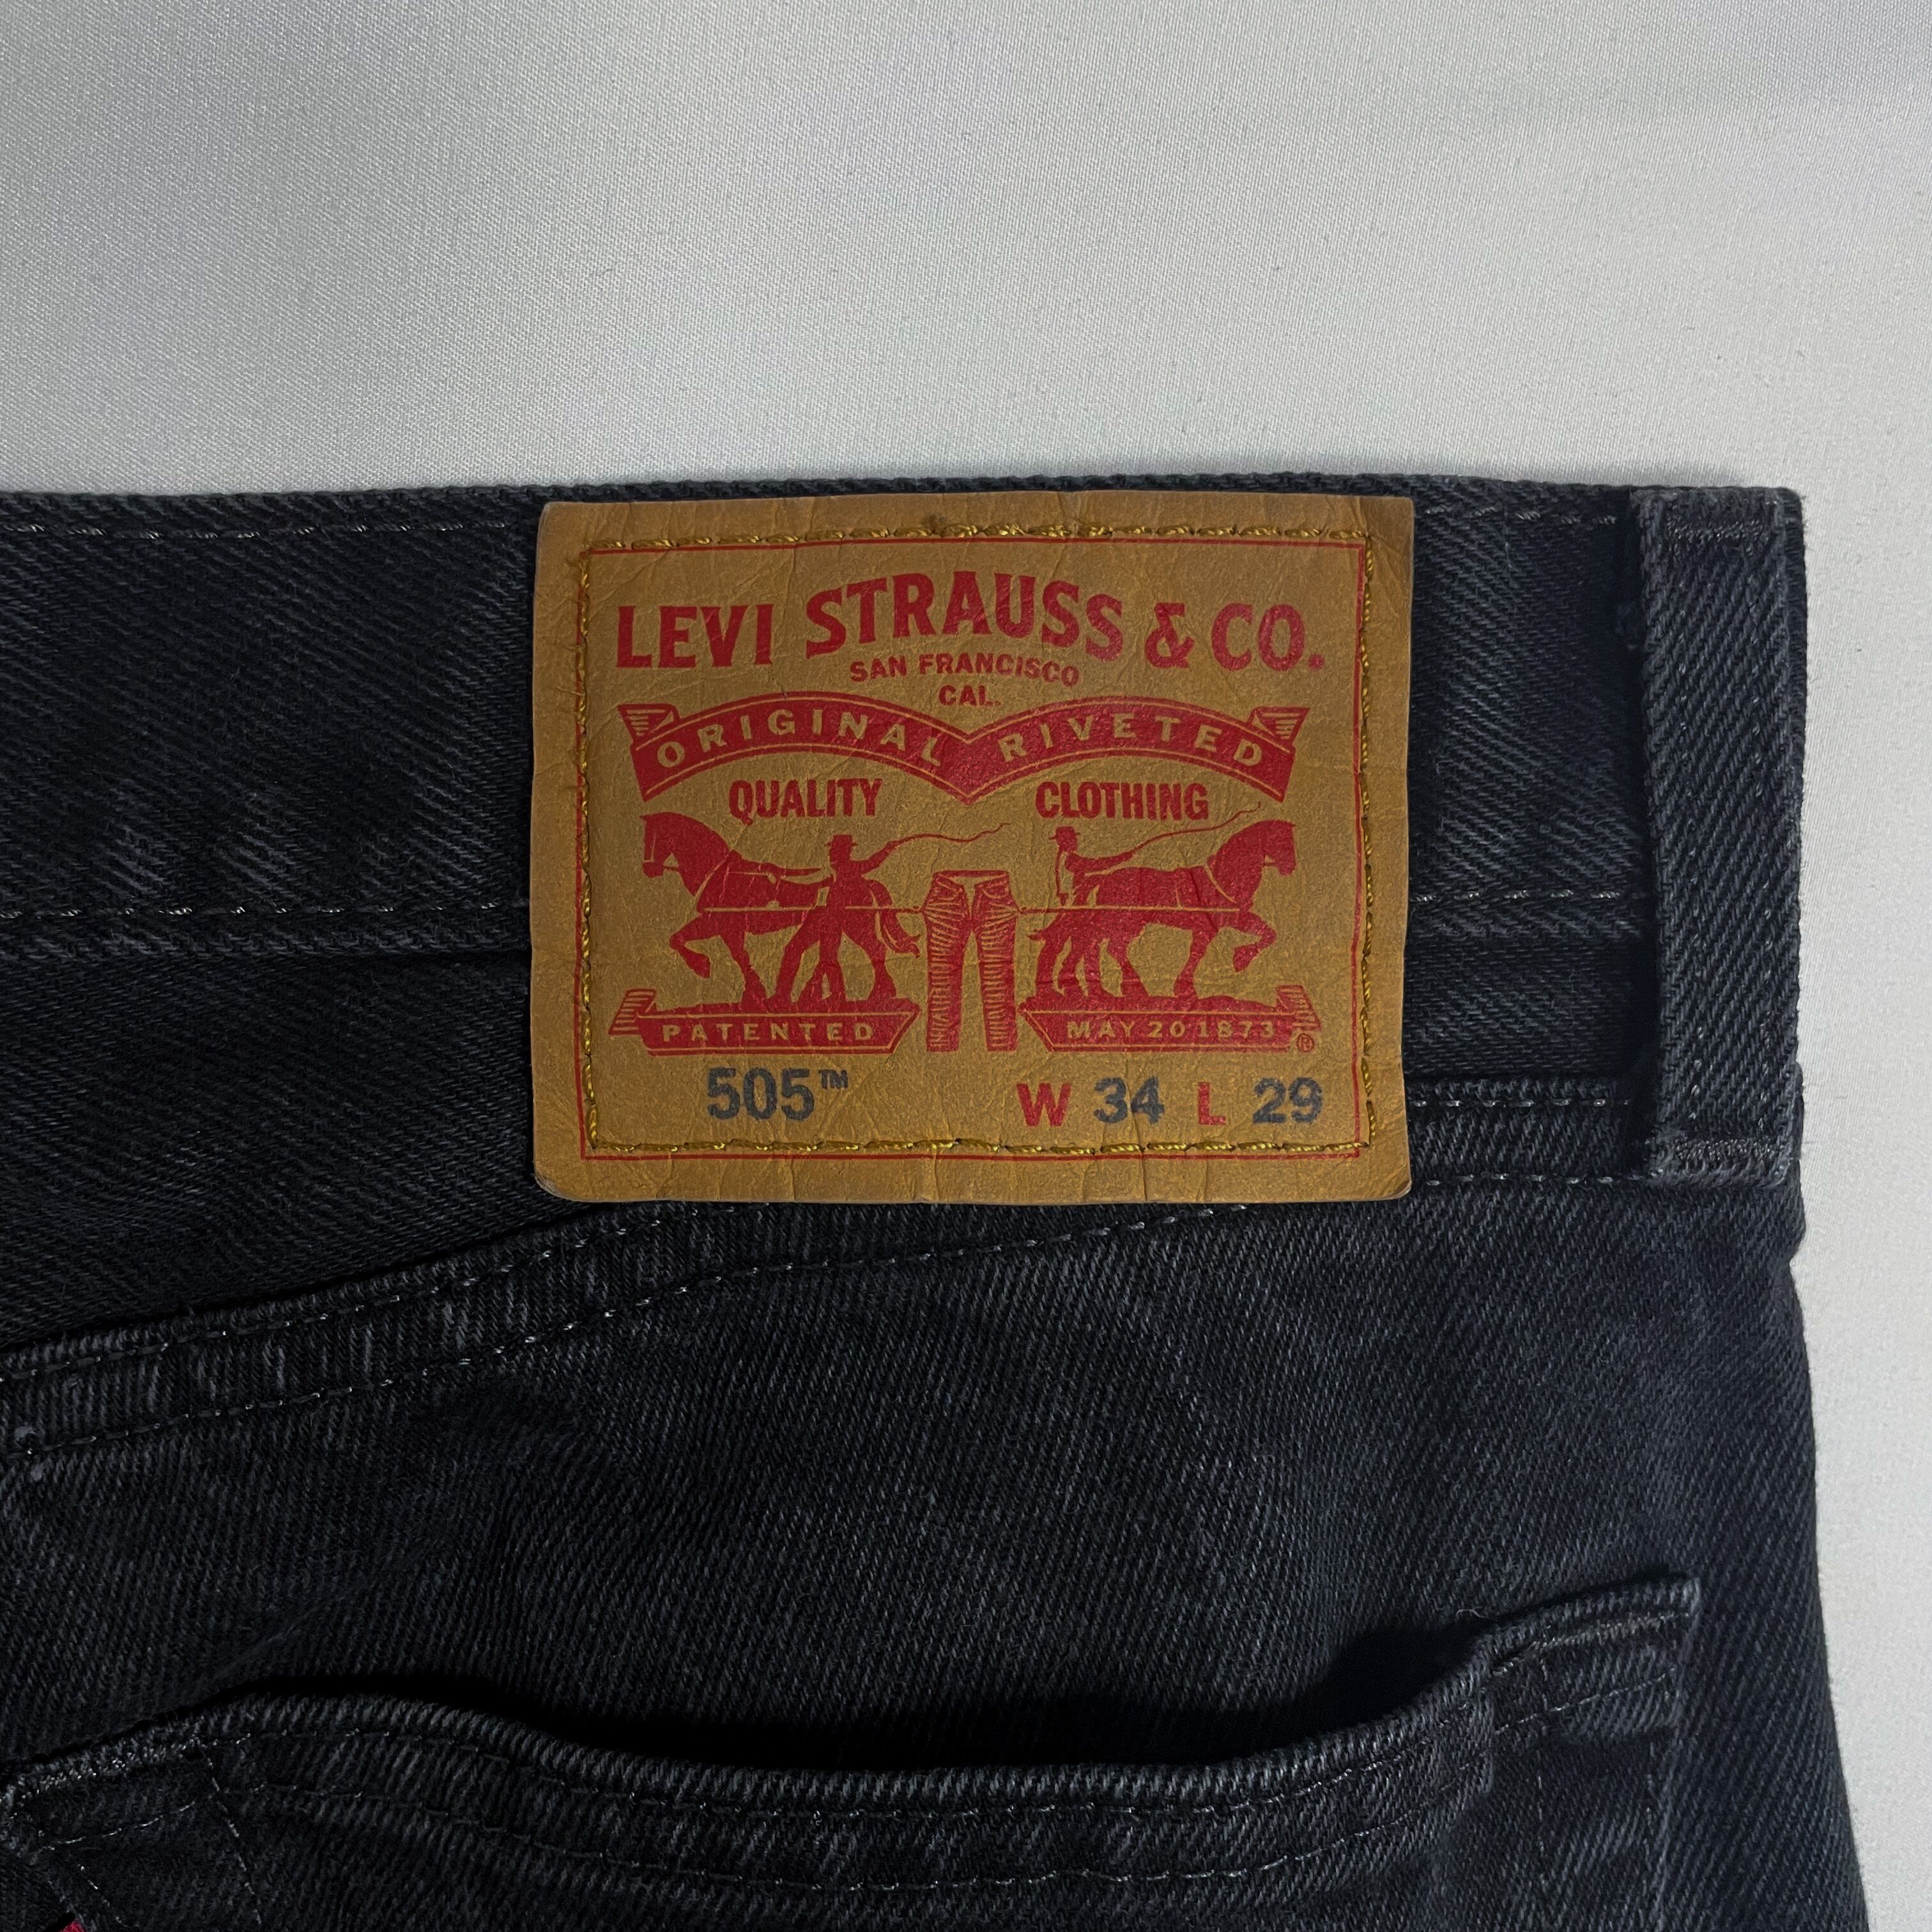 LEVI STRAUSS & CO.
SAN FRANCISCO
CAL.
ORIGINAL RIVETED
QUALITY CLOTHING
PATENTED MAY 20 1873 ®
505™ W 34 L 29